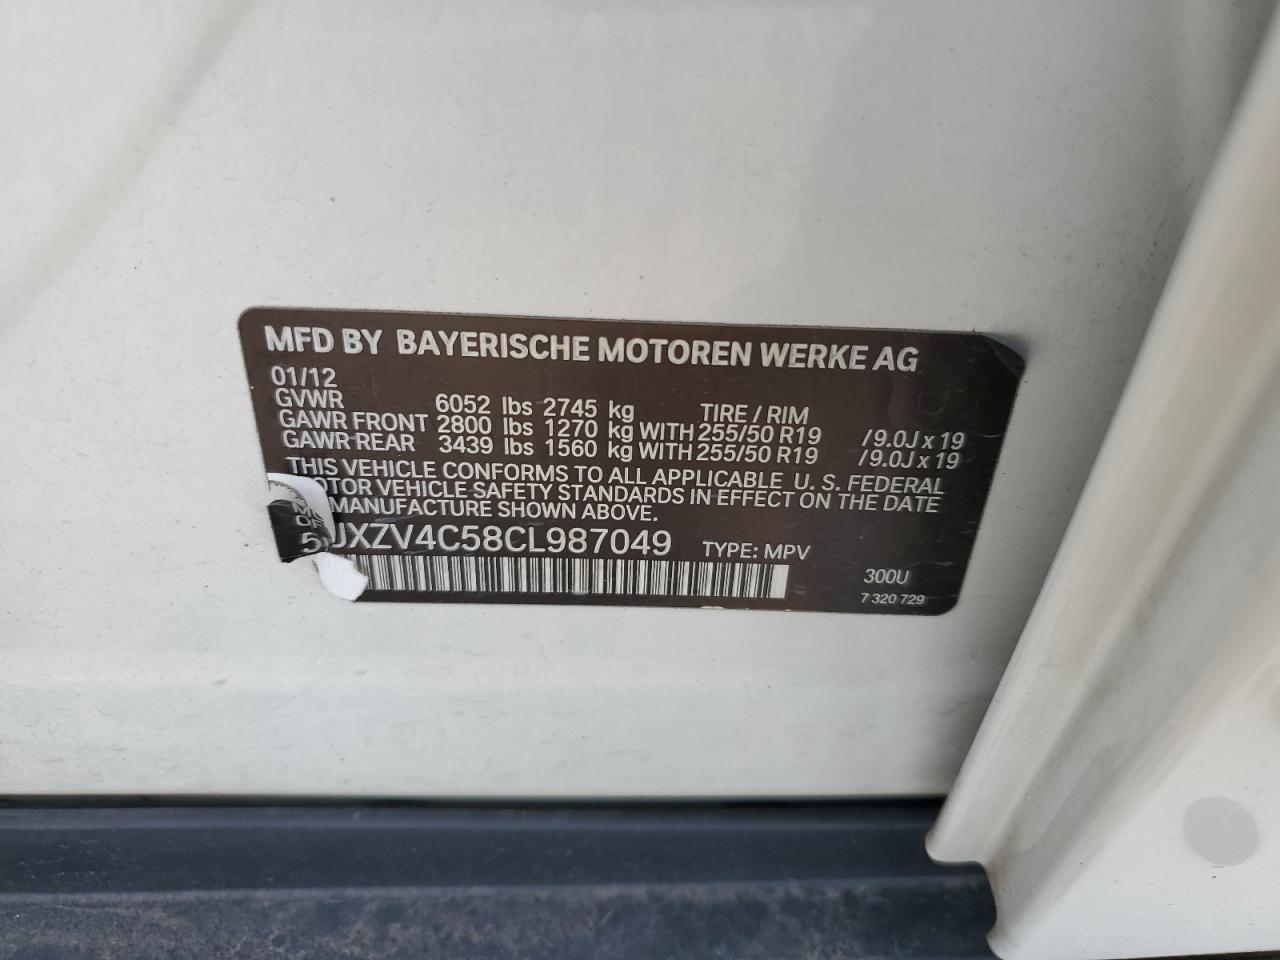 MFD BY BAYERISCHE MOTOREN WERKE AG
01/12
GVWR 6052 lbs 2745 kg TIRE / RIM
GAWR FRONT 2800 lbs 1270 kg WITH 255/50 R19 /9.0J x 19
GAWR REAR 3439 lbs 1560 kg WITH 255/50 R19 /9.0J x 19
THIS VEHICLE CONFORMS TO ALL APPLICABLE U. S. FEDERAL
MOTOR VEHICLE SAFETY STANDARDS IN EFFECT ON THE DATE
OF MANUFACTURE SHOWN ABOVE.
5UXZV4C58CL987049 TYPE: MPV
300U
7 320 729